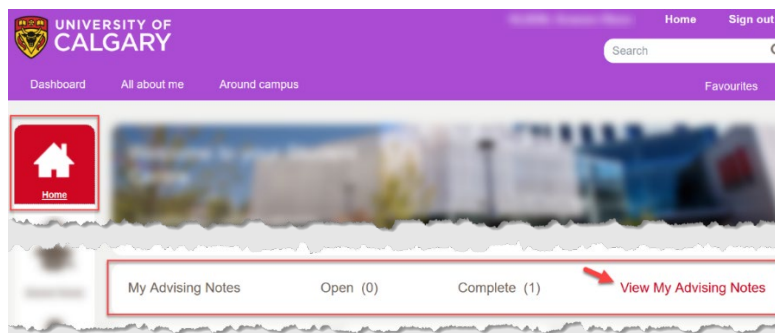 UNIVERSITY OF
CALGARY
Home Sign out
Search
Dashboard All about me Around campus Favourites
Home
My Advising Notes Open (0) Complete (1) View My Advising Notes